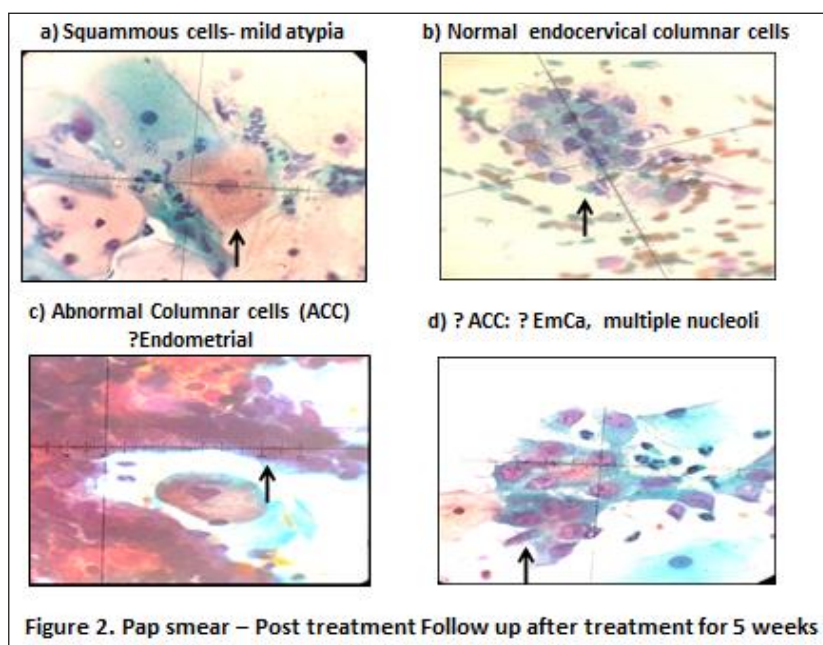 a) Squammous cells- mild atypia
b) Normal endocervical columnar cells
c) Abnormal Columnar cells (ACC)
?Endometrial
d) ? ACC: ? EmCa, multiple nucleoli
Figure 2. Pap smear – Post treatment Follow up after treatment for 5 weeks